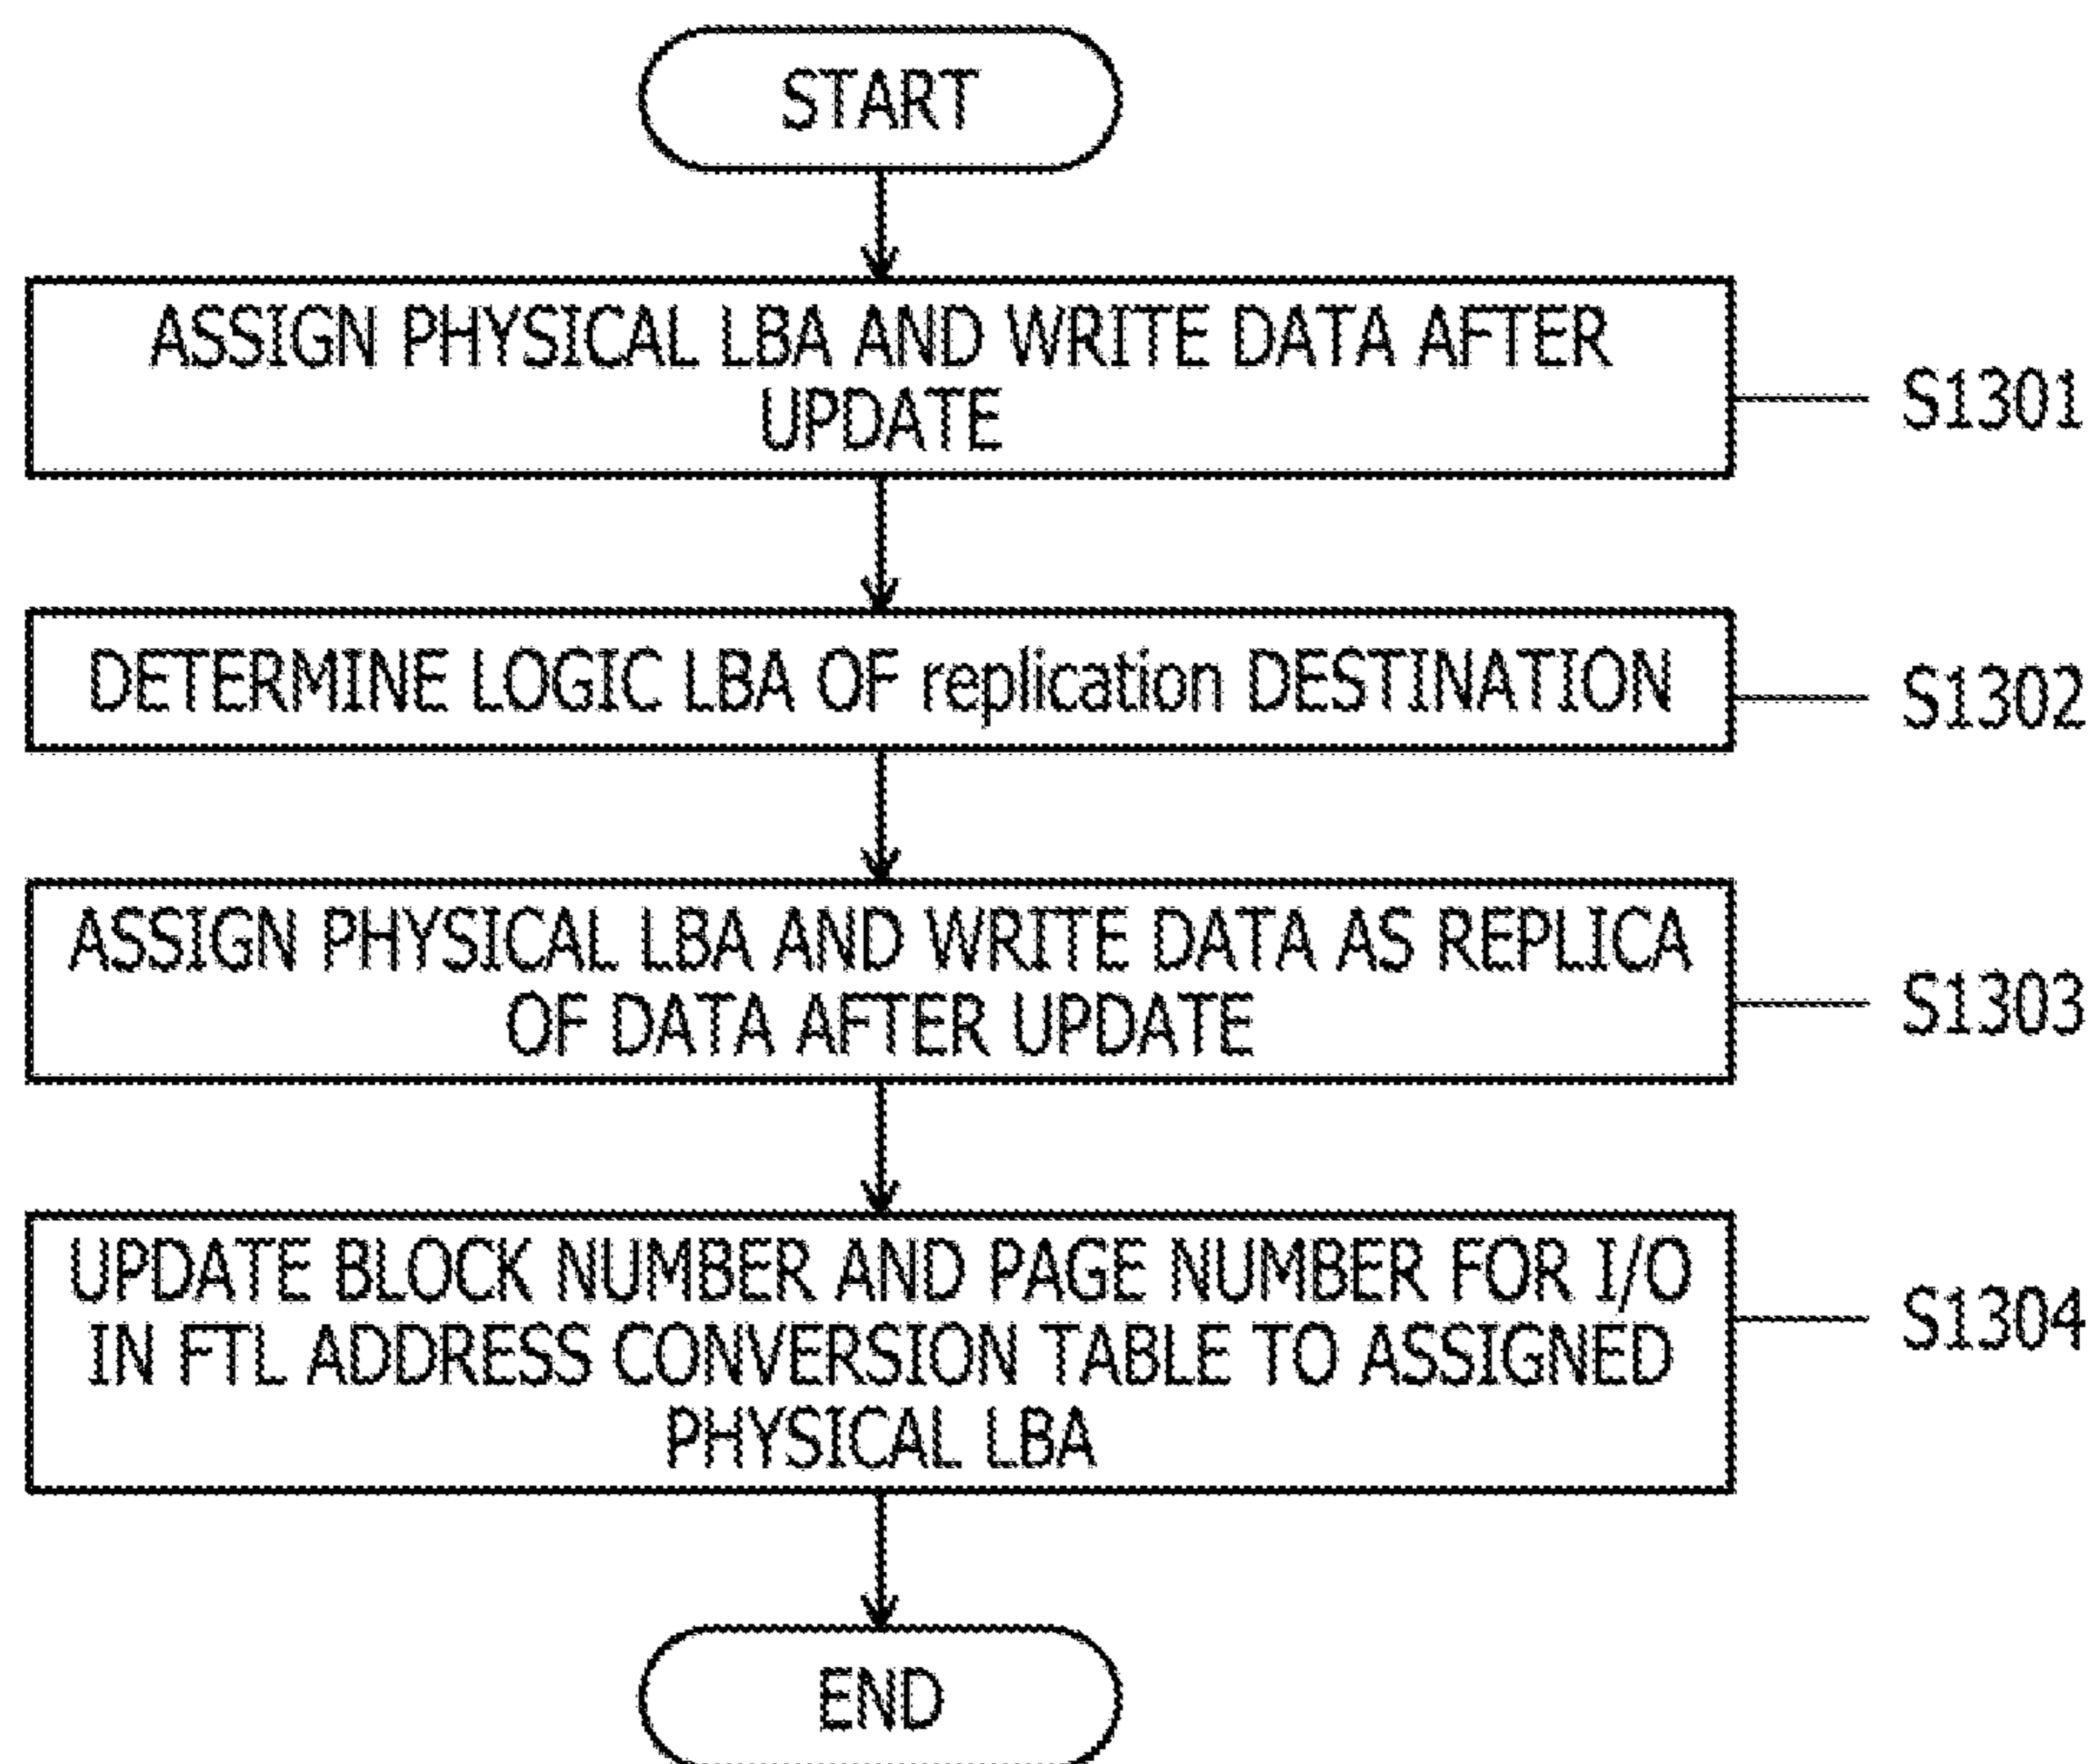 START
ASSIGN PHYSICAL LBA AND WRITE DATA AFTER
UPDATE
S1301
DETERMINE LOGIC LBA OF replication DESTINATION
S1302
ASSIGN PHYSICAL LBA AND WRITE DATA AS REPLICA
OF DATA AFTER UPDATE
S1303
UPDATE BLOCK NUMBER AND PAGE NUMBER FOR I/O
IN FTL ADDRESS CONVERSION TABLE TO ASSIGNED
PHYSICAL LBA
S1304
END